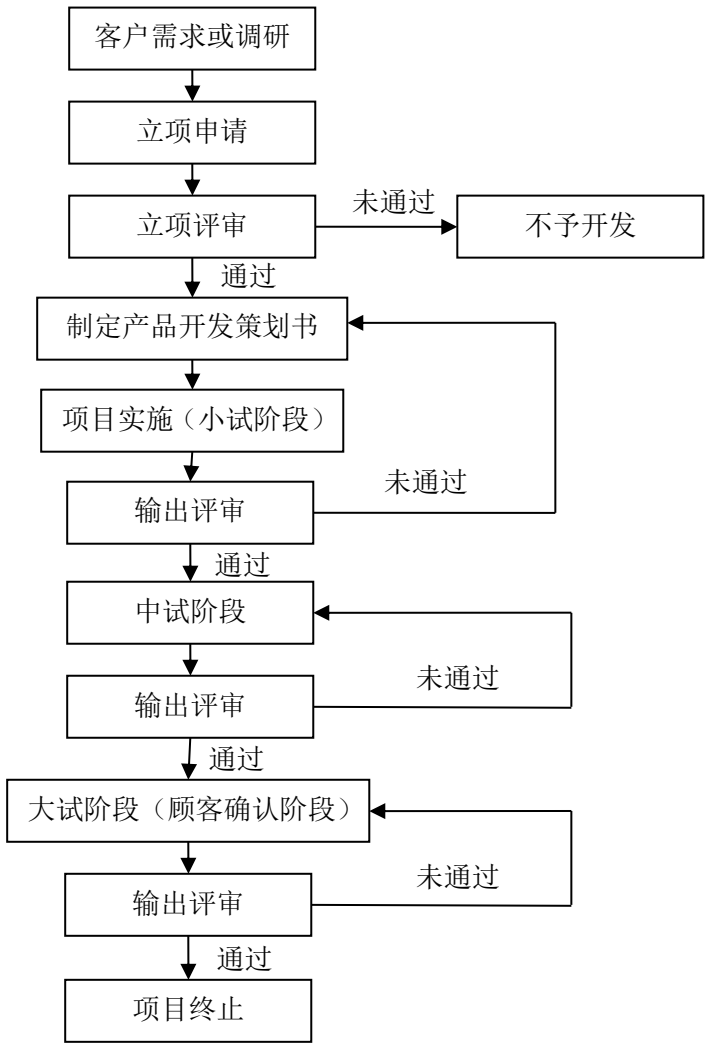 客户需求或调研
立项申请
立项评审
未通过
不予开发
通过
制定产品开发策划书
项目实施（小试阶段）
未通过
输出评审
通过
中试阶段
未通过
输出评审
通过
大试阶段（顾客确认阶段）
未通过
输出评审
通过
项目终止